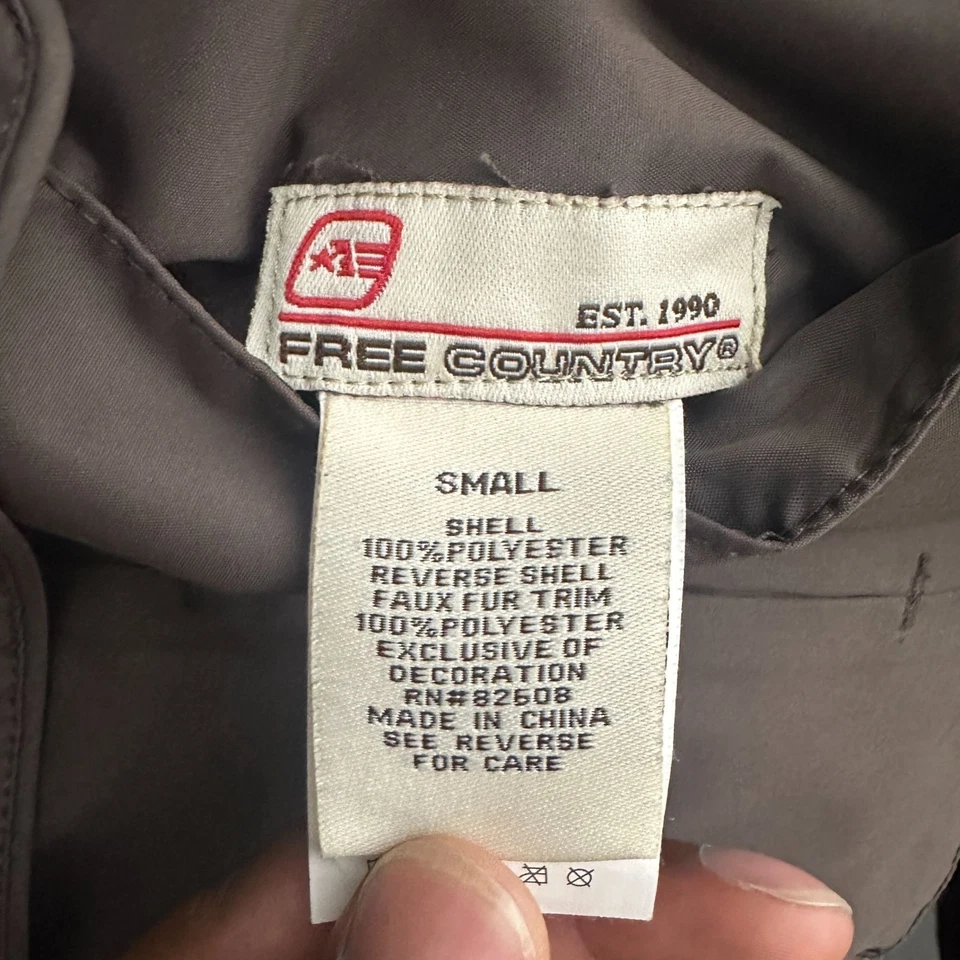 EST. 1990
FREE COUNTRY®
SMALL
SHELL
100%POLYESTER
REVERSE SHELL
FAUX FUR TRIM
100%POLYESTER
EXCLUSIVE OF
DECORATION
RN#82608
MADE IN CHINA
SEE REVERSE
FOR CARE